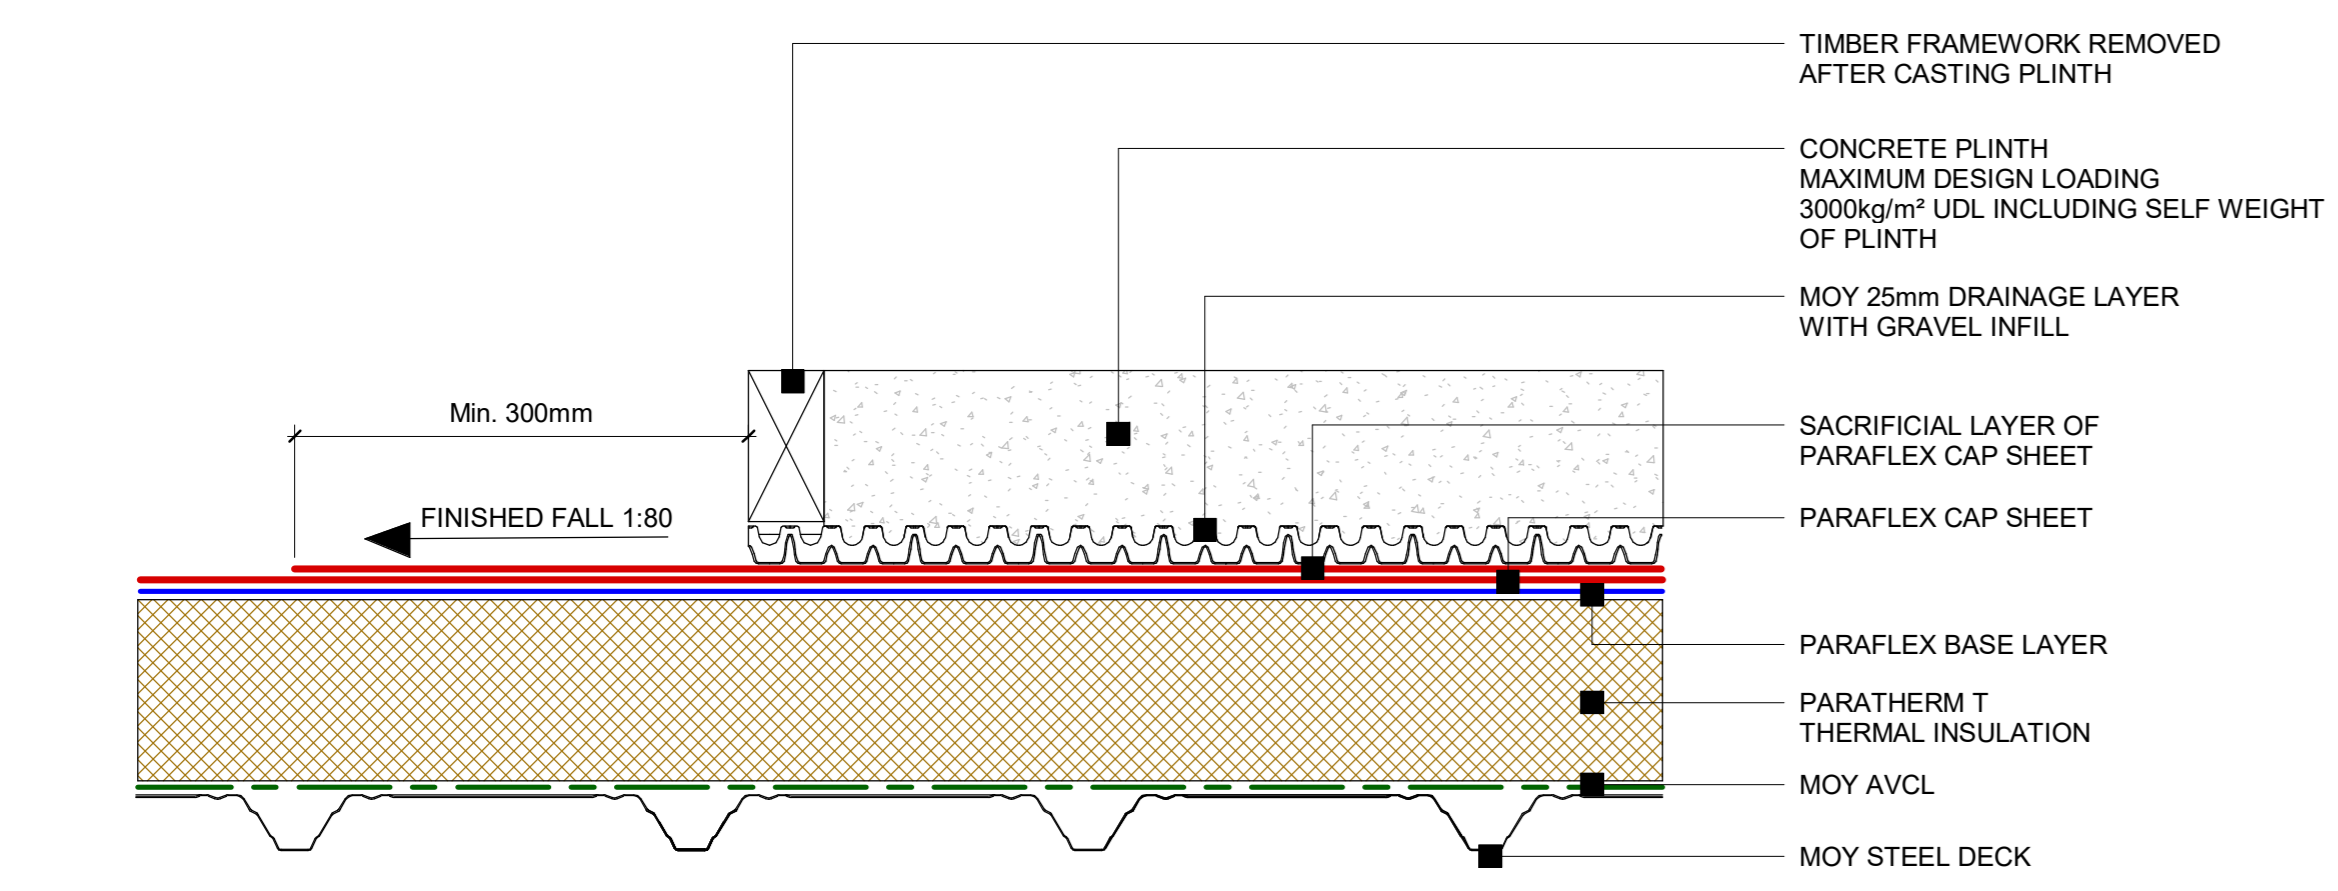 TIMBER FRAMEWORK REMOVED
AFTER CASTING PLINTH
CONCRETE PLINTH
MAXIMUM DESIGN LOADING
3000kg/m² UDL INCLUDING SELF WEIGHT
OF PLINTH
MOY 25mm DRAINAGE LAYER
WITH GRAVEL INFILL
Min. 300mm
SACRIFICIAL LAYER OF
PARAFLEX CAP SHEET
FINISHED FALL 1:80
PARAFLEX CAP SHEET
PARAFLEX BASE LAYER
PARATHERM T
THERMAL INSULATION
MOY AVCL
MOY STEEL DECK